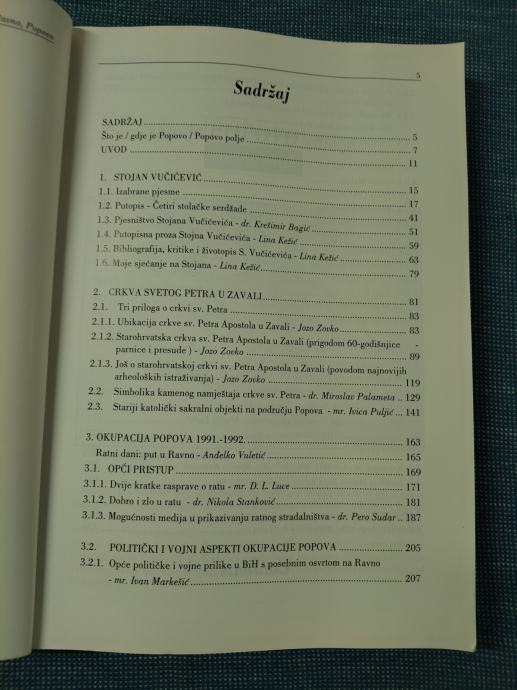 Popovo
5
Sadržaj
SADRŽAJ 5
Što je / gdje je Popovo / Popovo polje 7
UVOD 11
1. STOJAN VUČIĆEVIĆ 15
1.1. Izabrane pjesme 17
1.2. Putopis - Četiri stolačke serdžade 41
1.3. Pjesništvo Stojana Vučićevića - dr. Krešimir Bagić 51
1.4. Putopisna proza Stojna Vučićevića - Lina Kežić 59
1.5. Bibliografija, kritike i životopis S. Vučićevića - Lina Kežić 63
1.6. Moje sjećanje na Stojana - Lina Kežić 79
2. CRKVA SVETOG PETRA U ZAVALI 81
2.1. Tri priloga o crkvi sv. Petra 83
2.1.1. Ubikacija crkve sv. Petra Apostola u Zavali - Jozo Zovko 83
2.1.2. Starohrvatska crkva sv. Petra Apostola u Zavali (prigodom 60-godišnjice -
parnice i presude ) - Jozo Zovko 89
2.1.3. Još o starohrvatskoj crkvi sv. Petra Apostola u Zavali (povodom najnovijih
arheoloških istraživanja) - Jozo Zovko 119
2.2. Simbolika kamenog namještaja crkve sv. Petra - dr. Miroslav Palameta .. 129
2.3. Stariji katolički sakralni objekti na području Popova - mr. Ivica Puljić ... 141
3. OKUPACIJA POPOVA 1991.-1992. 163
Ratni dani: put u Ravno - Anđelko Vuletić 165
3.1. OPĆI PRISTUP 169
3.1.1. Dvije kratke rasprave o ratu - mr. D. L. Luce 171
3.1.2. Dobro i zlo u ratu - dr. Nikola Stanković 181
3.1.3. Mogućnosti medija u prikazivanju ratnog stradalništva - dr. Pero Sudar .. 187
3.2. POLITIČKI I VOJNI ASPEKTI OKUPACIJE POPOVA 205
3.2.1. Opće političke i vojne prilike u BiH s posebnim osvrtom na Ravno
- mr. Ivan Markešić 207